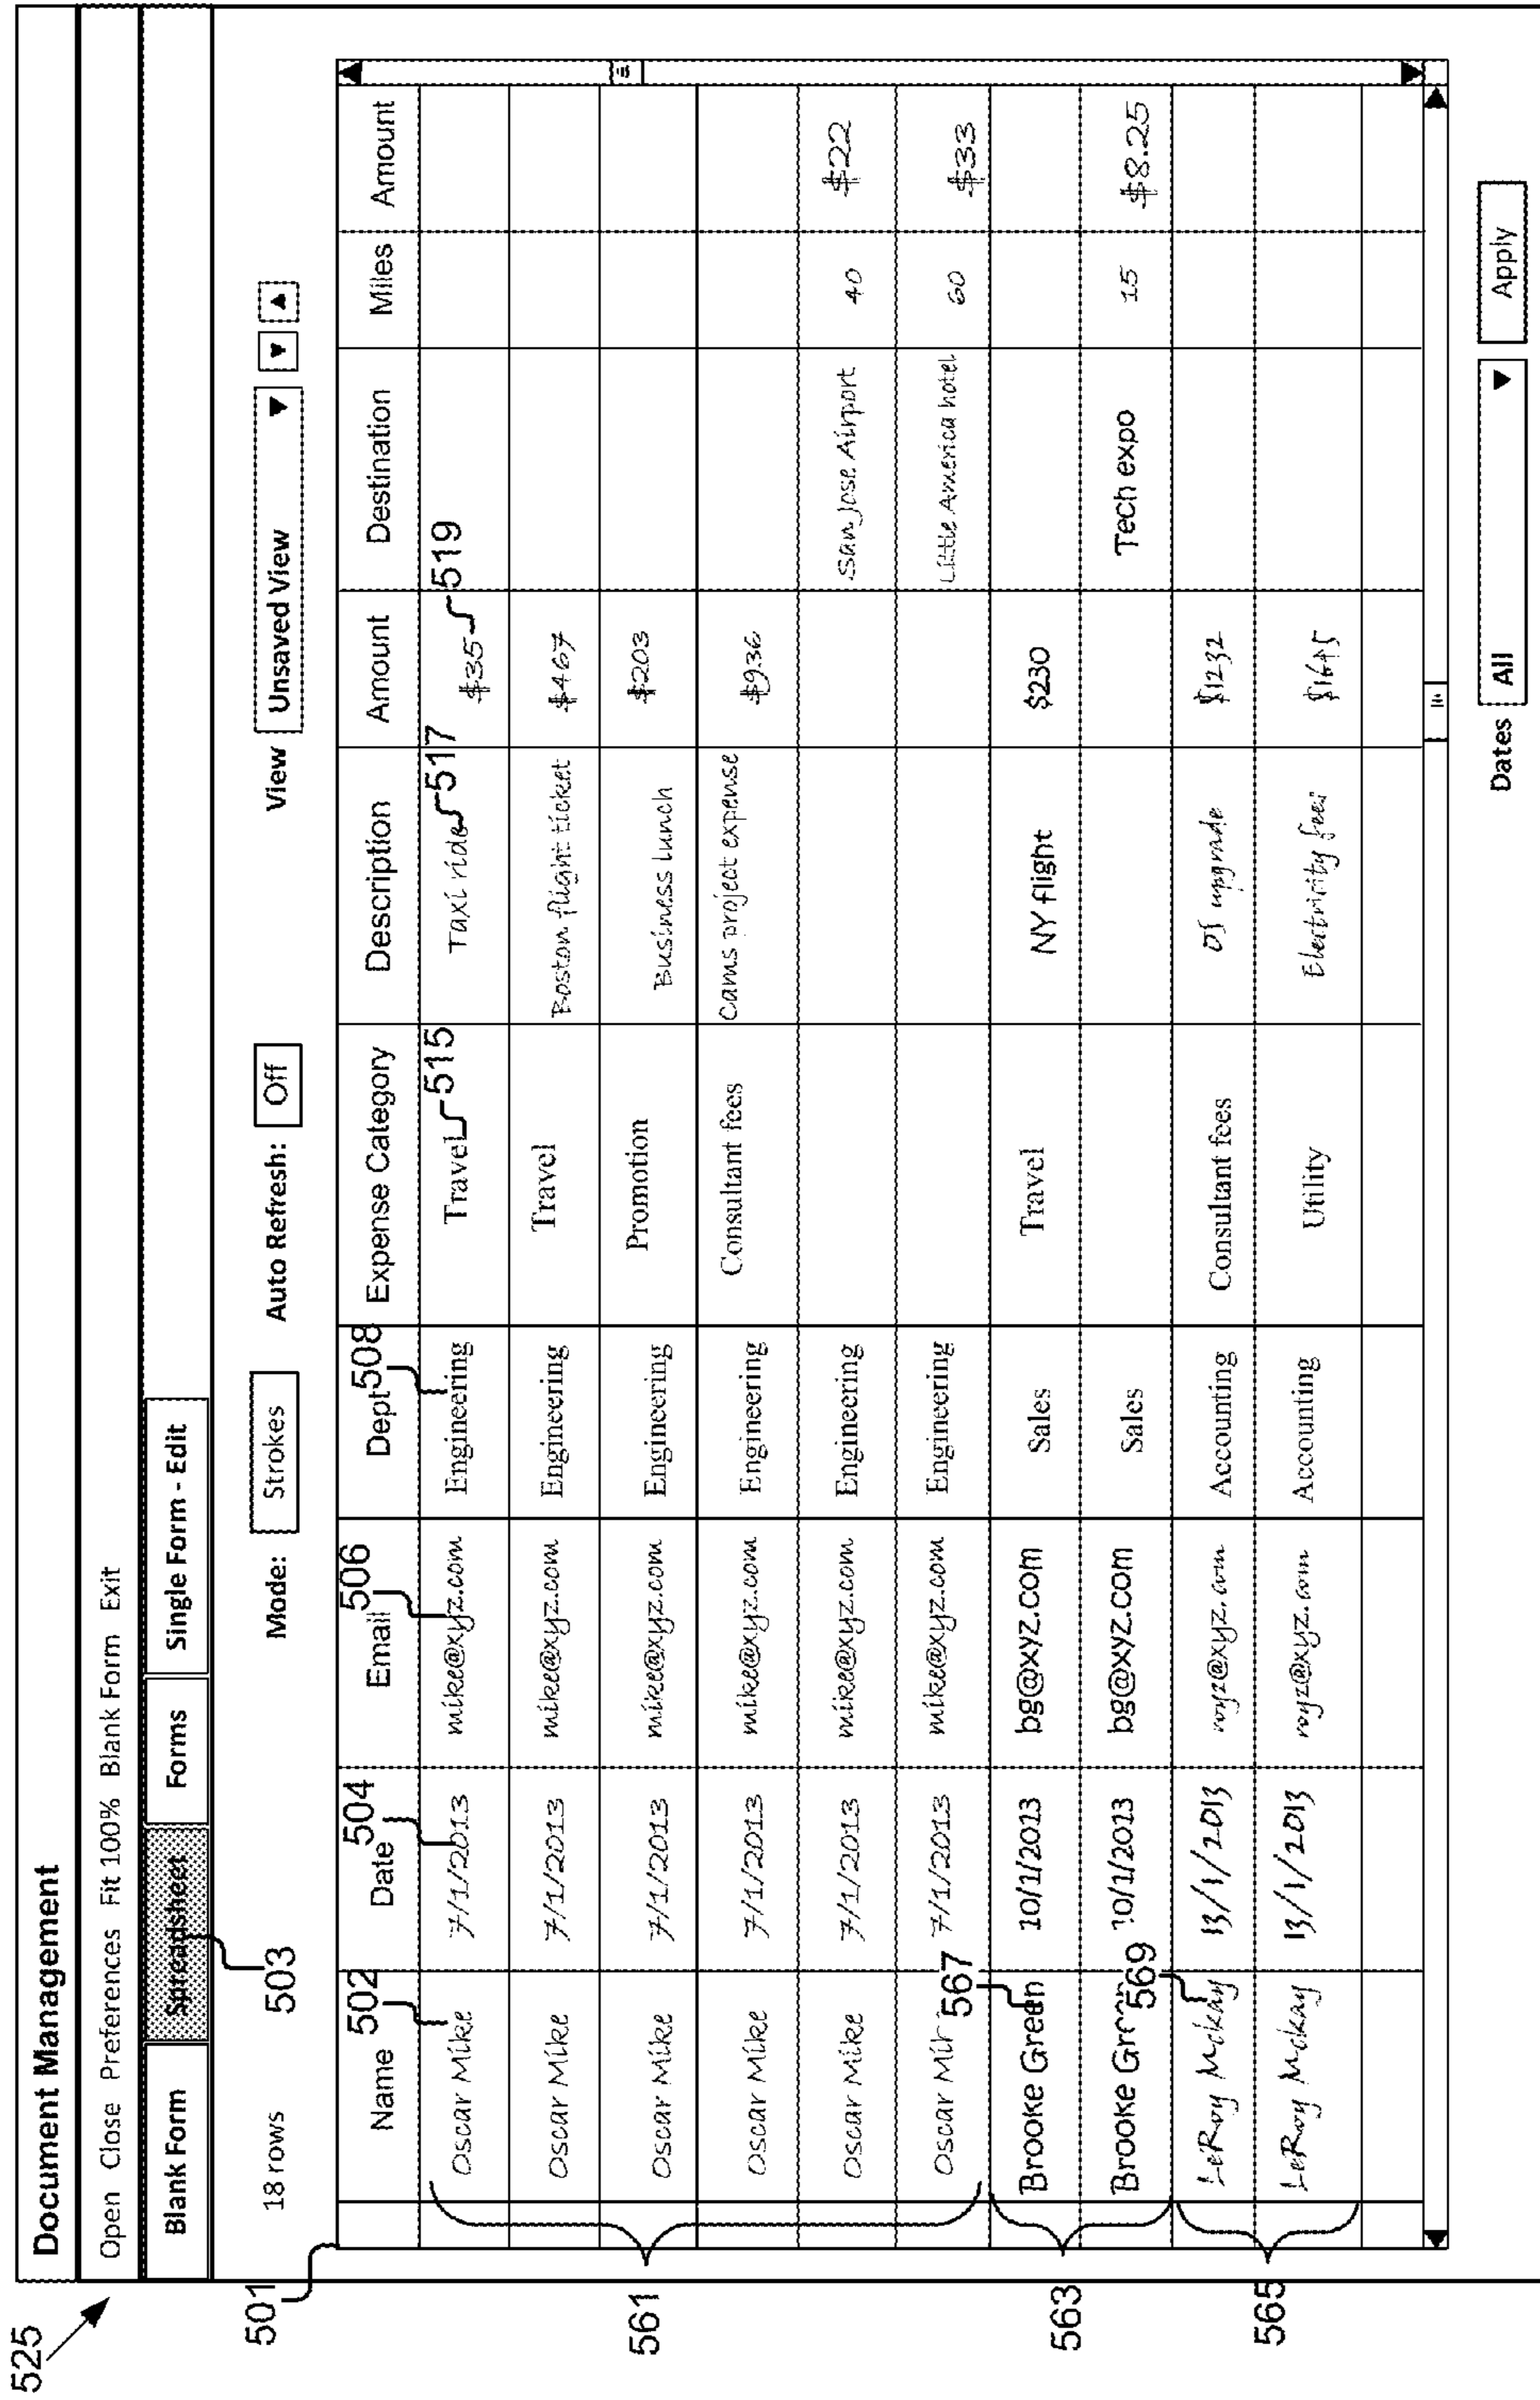 525
Document Management
Open Close Preferences Fit 100% Blank Form Exit
Blank Form Spreadsheet Forms Single Form - Edit
503
18 rows Mode: Strokes Auto Refresh: Off View Unsaved View
501
Name Date Email Dept Expense Category Description Amount Destination Miles Amount
502 504 506 508 515 517 519
Oscar Mike 7/1/2013 mike@xyz.com Engineering Travel Taxi ride $35
Oscar Mike 7/1/2013 mike@xyz.com Engineering Travel Boston flight ticket $467
561
Oscar Mike 7/1/2013 mike@xyz.com Engineering Promotion Business lunch $203
Oscar Mike 7/1/2013 mike@xyz.com Engineering Consultant fees Cams project expense $936
Oscar Mike 7/1/2013 mike@xyz.com Engineering San Jose Airport 40 $22
Oscar 7/1/2013 mike@xyz.com Engineering Little America hotel 60 $33
567
563
Brooke Green 10/1/2013 bg@xyz.com Sales Travel NY flight $230
Brooke 10/1/2013 bg@xyz.com Sales Tech expo 15 $8.25
569
565
LeRoy Mckay 13/1/2013 royz@xyz.com Accounting Consultant fees OS upgrade $1232
LeRoy Mckay 13/1/2013 royz@xyz.com Accounting Utility Electricity fees
Dates All Apply